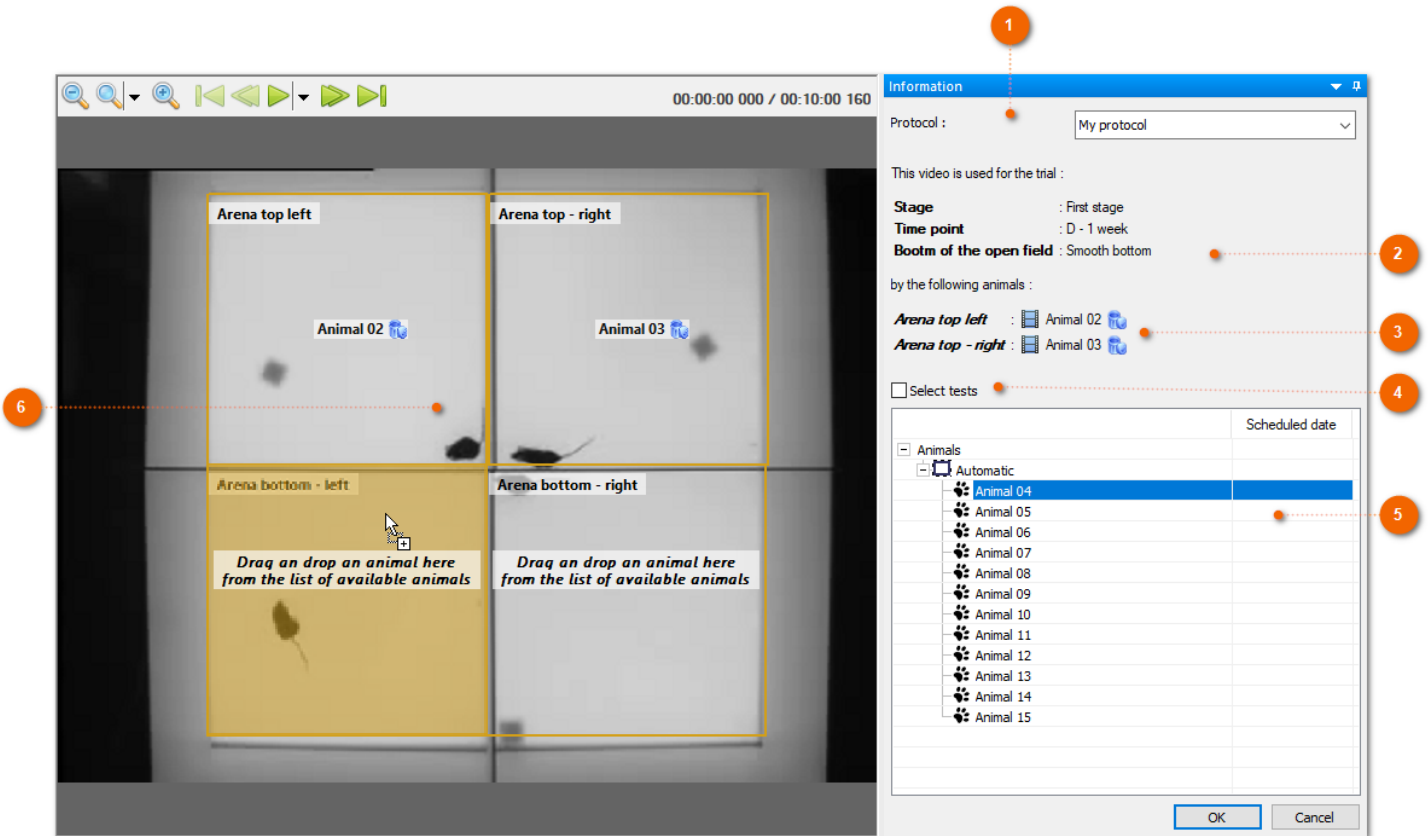 1
00:00:00 000 / 00:10:00 160
Information
Protocol :
My protocol
This video is used for the trial :
Stage : First stage
Time point : D - 1 week
Bootm of the open field : Smooth bottom
2
by the following animals :
Arena top left : Animal 02
Arena top - right : Animal 03
3
Select tests
4
Scheduled date
Animals
Automatic
Animal 04
Animal 05
5
Animal 06
Animal 07
Animal 08
Animal 09
Animal 10
Animal 11
Animal 12
Animal 13
Animal 14
Animal 15
OK
Cancel
Arena top left
Arena top - right
Animal 02
Animal 03
6
Arena bottom - left
Arena bottom - right
Drag an drop an animal here
from the list of available animals
Drag an drop an animal here
from the list of available animals